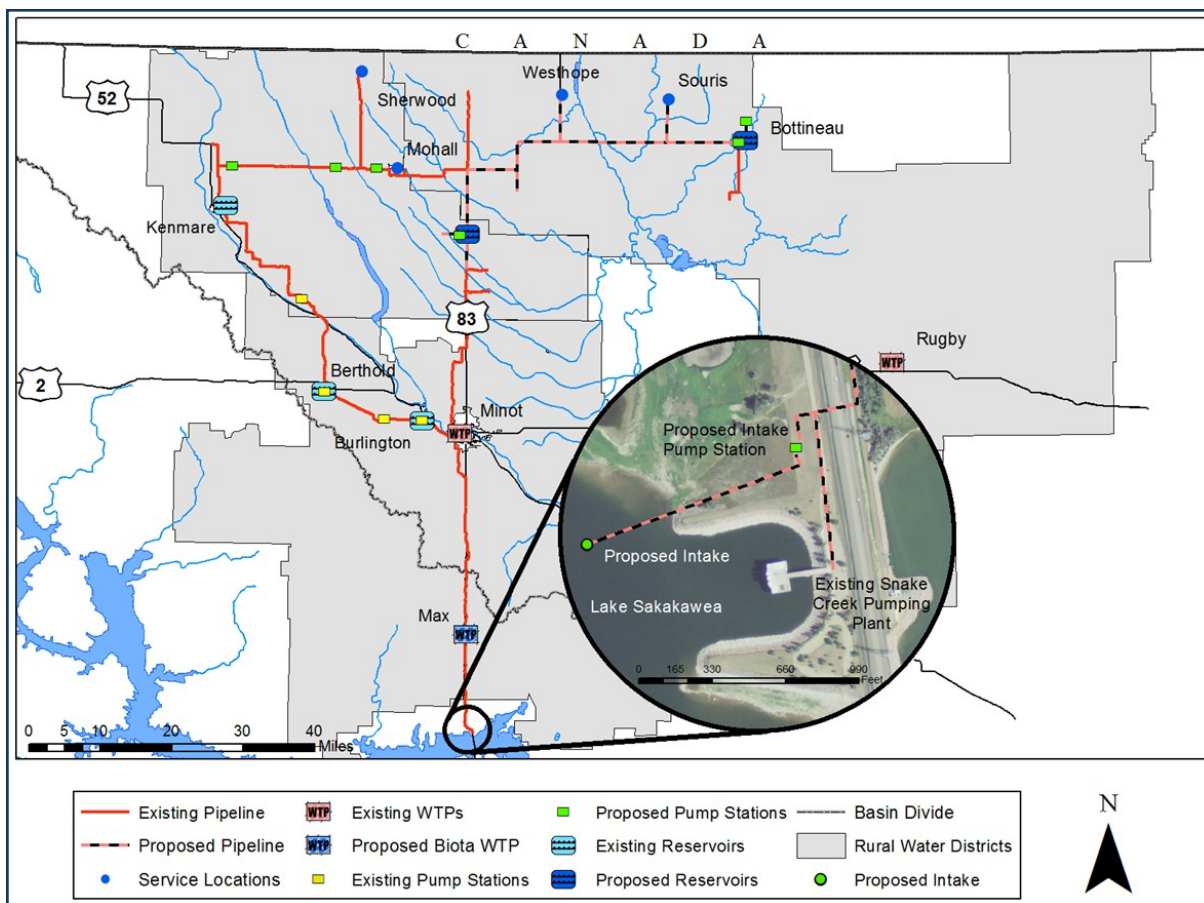 C A N A D A
Westhope
Souris
52
Sherwood
Bottineau
Mohall
Kenmare
83
Rugby
WTP
2
Berthold
Minot
Burlington
WTP
Proposed Intake
Pump Station
Proposed Intake
Existing Snake
Creek Pumping
Plant
Lake Sakakawea
Max
WTP
0 165 330 660 990
Feet
0 5 10 20 30 40
Miles
Existing Pipeline
WTP Existing WTPs
Proposed Pump Stations
Basin Divide
Proposed Pipeline
WTP Proposed Biota WTP
Existing Reservoirs
Rural Water Districts
Service Locations
Existing Pump Stations
Proposed Reservoirs
Proposed Intake
N